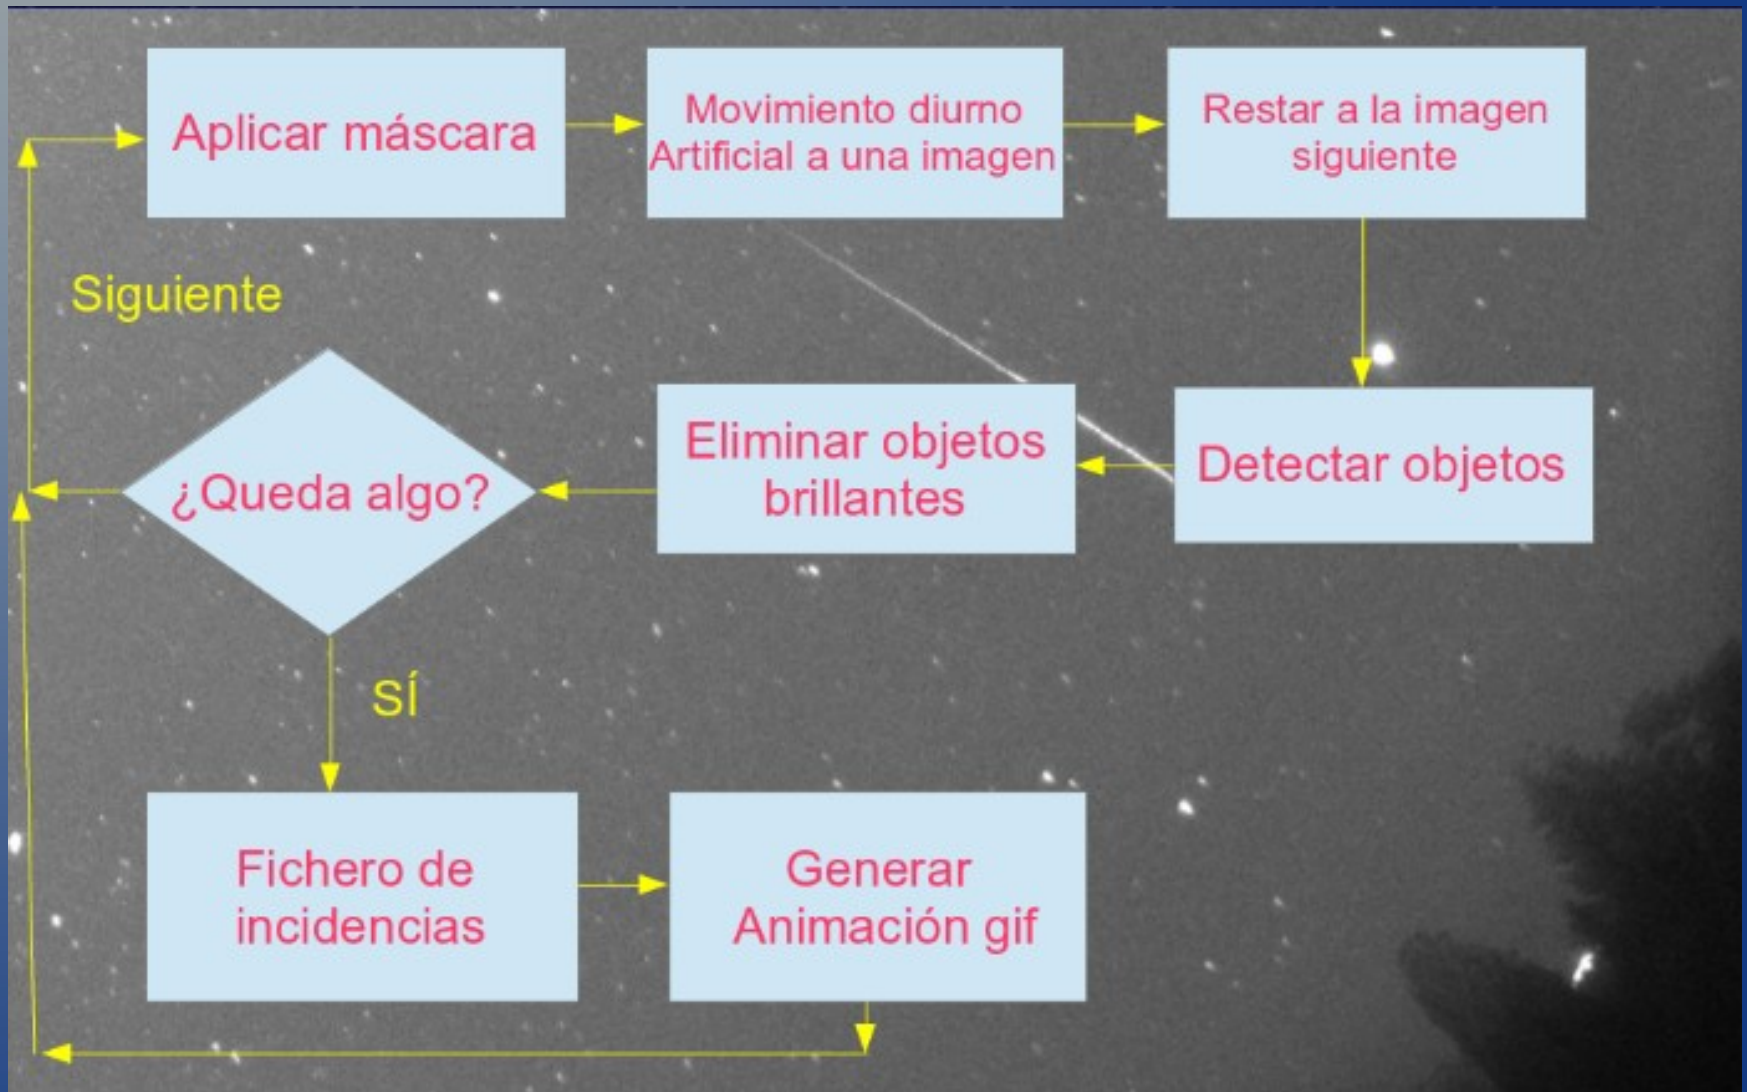 Aplicar máscara
Movimiento diurno
Artificial a una imagen
Restar a la imagen
siguiente
Siguiente
¿Queda algo?
Eliminar objetos
brillantes
Detectar objetos
SÍ
Fichero de
incidencias
Generar
Animación gif